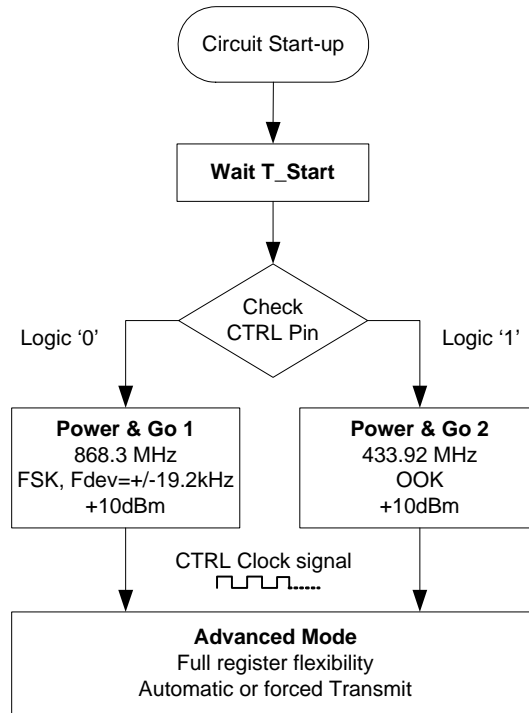 Circuit Start-up
Wait T_Start
Check
CTRL Pin
Logic ‘0’
Logic ‘1’
Power & Go 1
868.3 MHz
FSK, Fdev=+/-19.2kHz
+10dBm
Power & Go 2
433.92 MHz
OOK
+10dBm
CTRL Clock signal
Advanced Mode
Full register flexibility
Automatic or forced Transmit